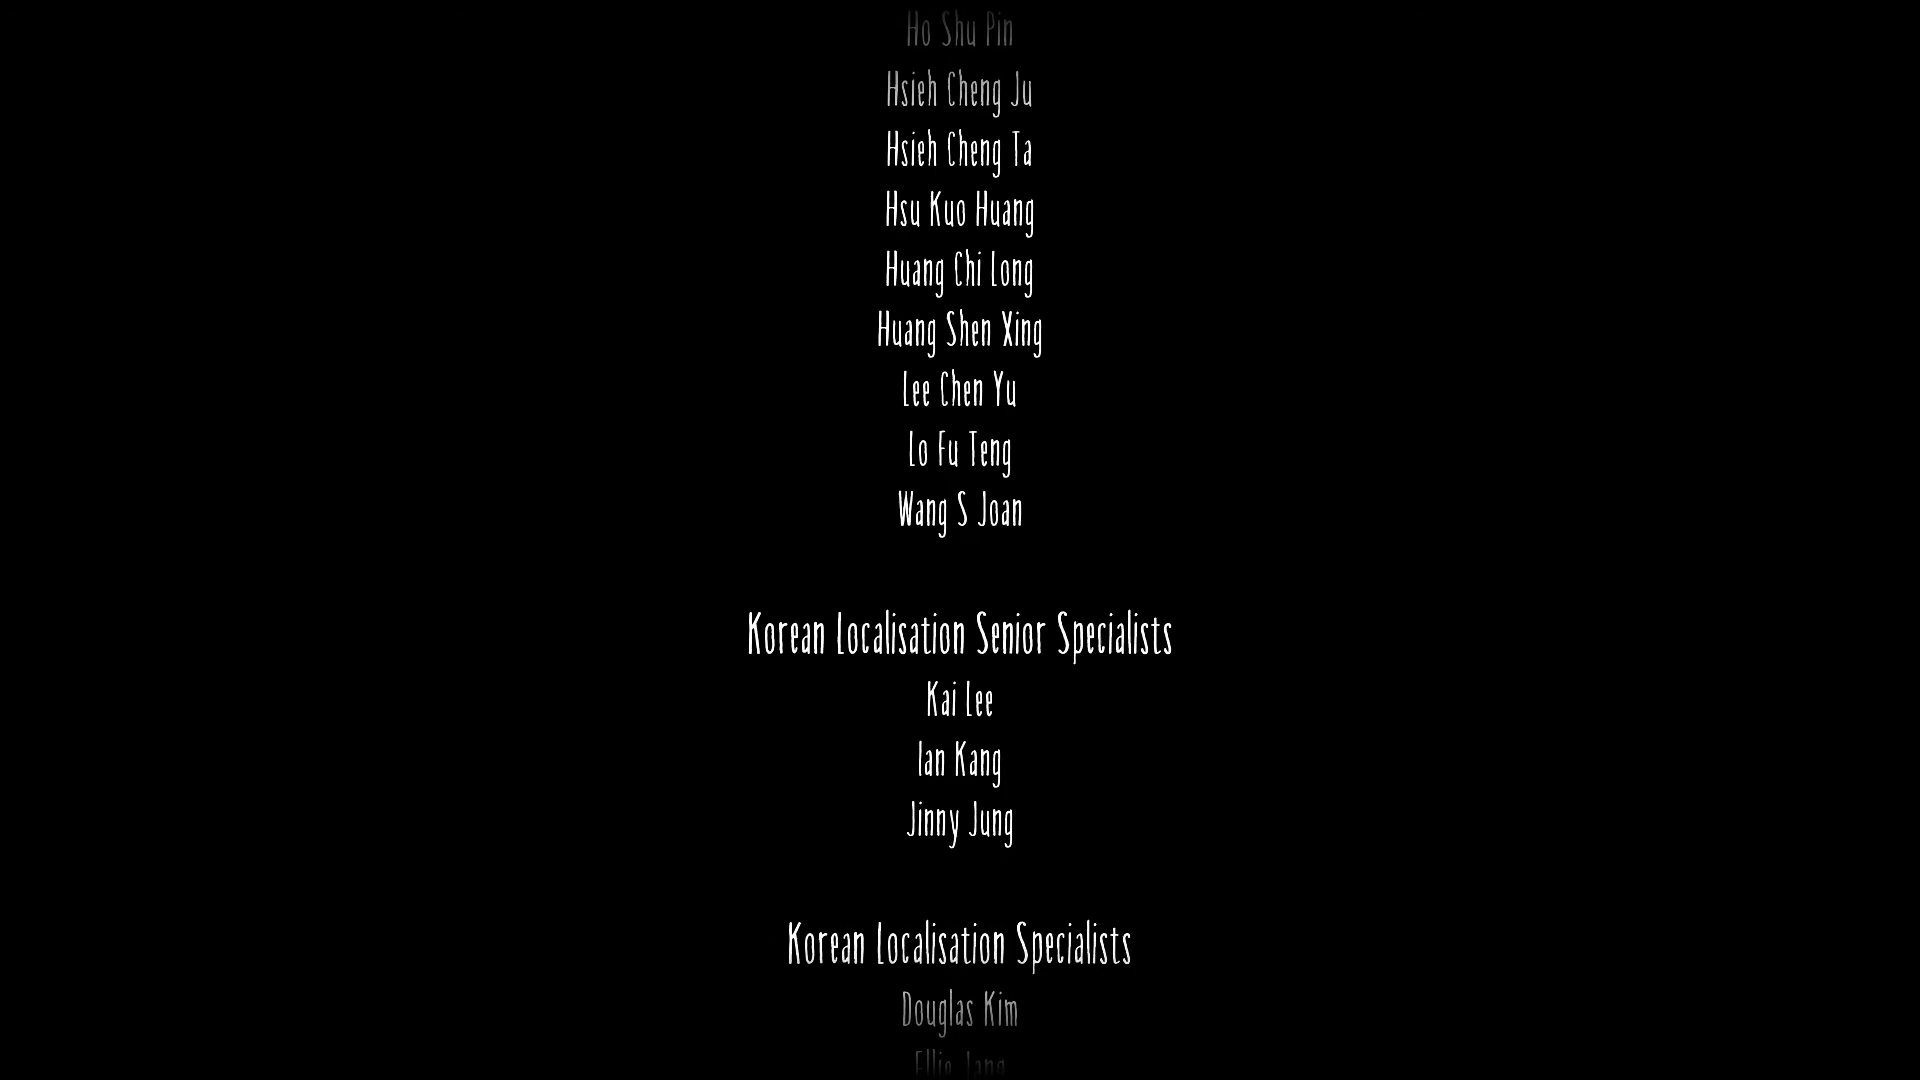 Ho Shu Pin
Hsieh Cheng Ju
Hsieh Cheng Ta
Hsu Kuo Huang
Huang Chi Long
Huang Shen Xing
Lee Chen Yu
Lo Fu Teng
Wang S Joan
Korean Localisation Senior Specialists
Kai Lee
Ian Kang
Jinny Jung
Korean Localisation Specialists
Douglas Kim
Ellie Jang